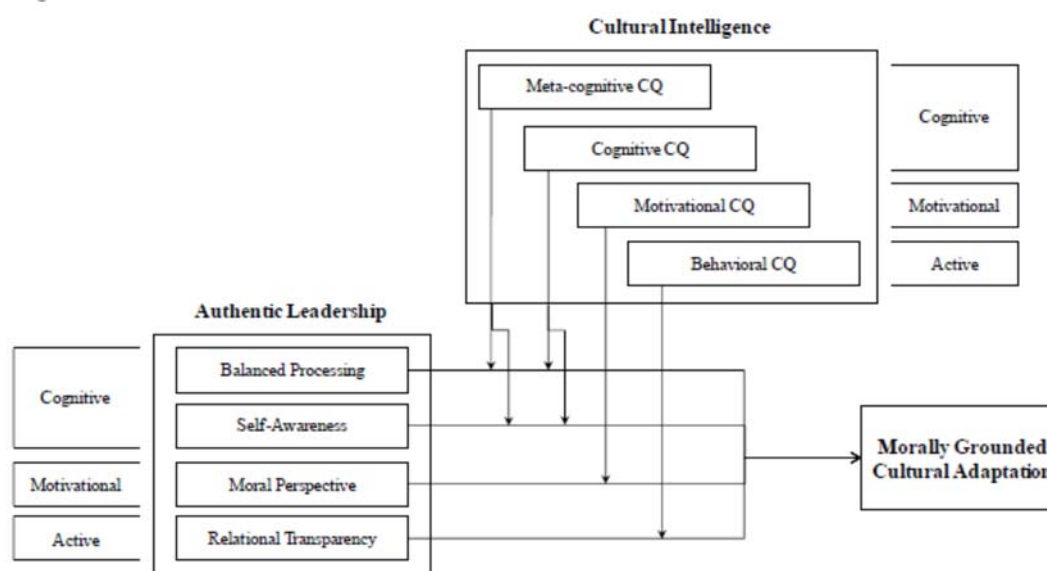 Cultural Intelligence
Meta-cognitive CQ
Cognitive CQ
Motivational CQ
Behavioral CQ
Cognitive
Motivational
Active
Authentic Leadership
Cognitive
Motivational
Active
Balanced Processing
Self-Awareness
Moral Perspective
Relational Transparency
Morally Grounded
Cultural Adaptation